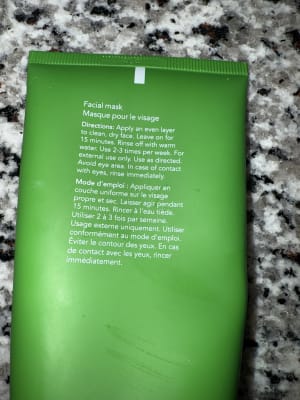 Facial mask
Masque pour le visage
Directions: Apply an even layer
to clean, dry face. Leave on for
15 minutes. Rinse off with warm
water. Use 2-3 times per week. For
external use only. Use as directed.
Avoid eye area. In case of contact
with eyes, rinse immediately.
Mode d'emploi : Appliquer en
couche uniforme sur le visage
propre et sec. Laisser agir pendant
15 minutes. Rincer à l'eau tiède.
Utiliser 2 à 3 fois par semaine.
Usage externe uniquement. Utiliser
conformément au mode d'emploi.
Éviter le contour des yeux. En cas
de contact avec les yeux, rincer
immédiatement.